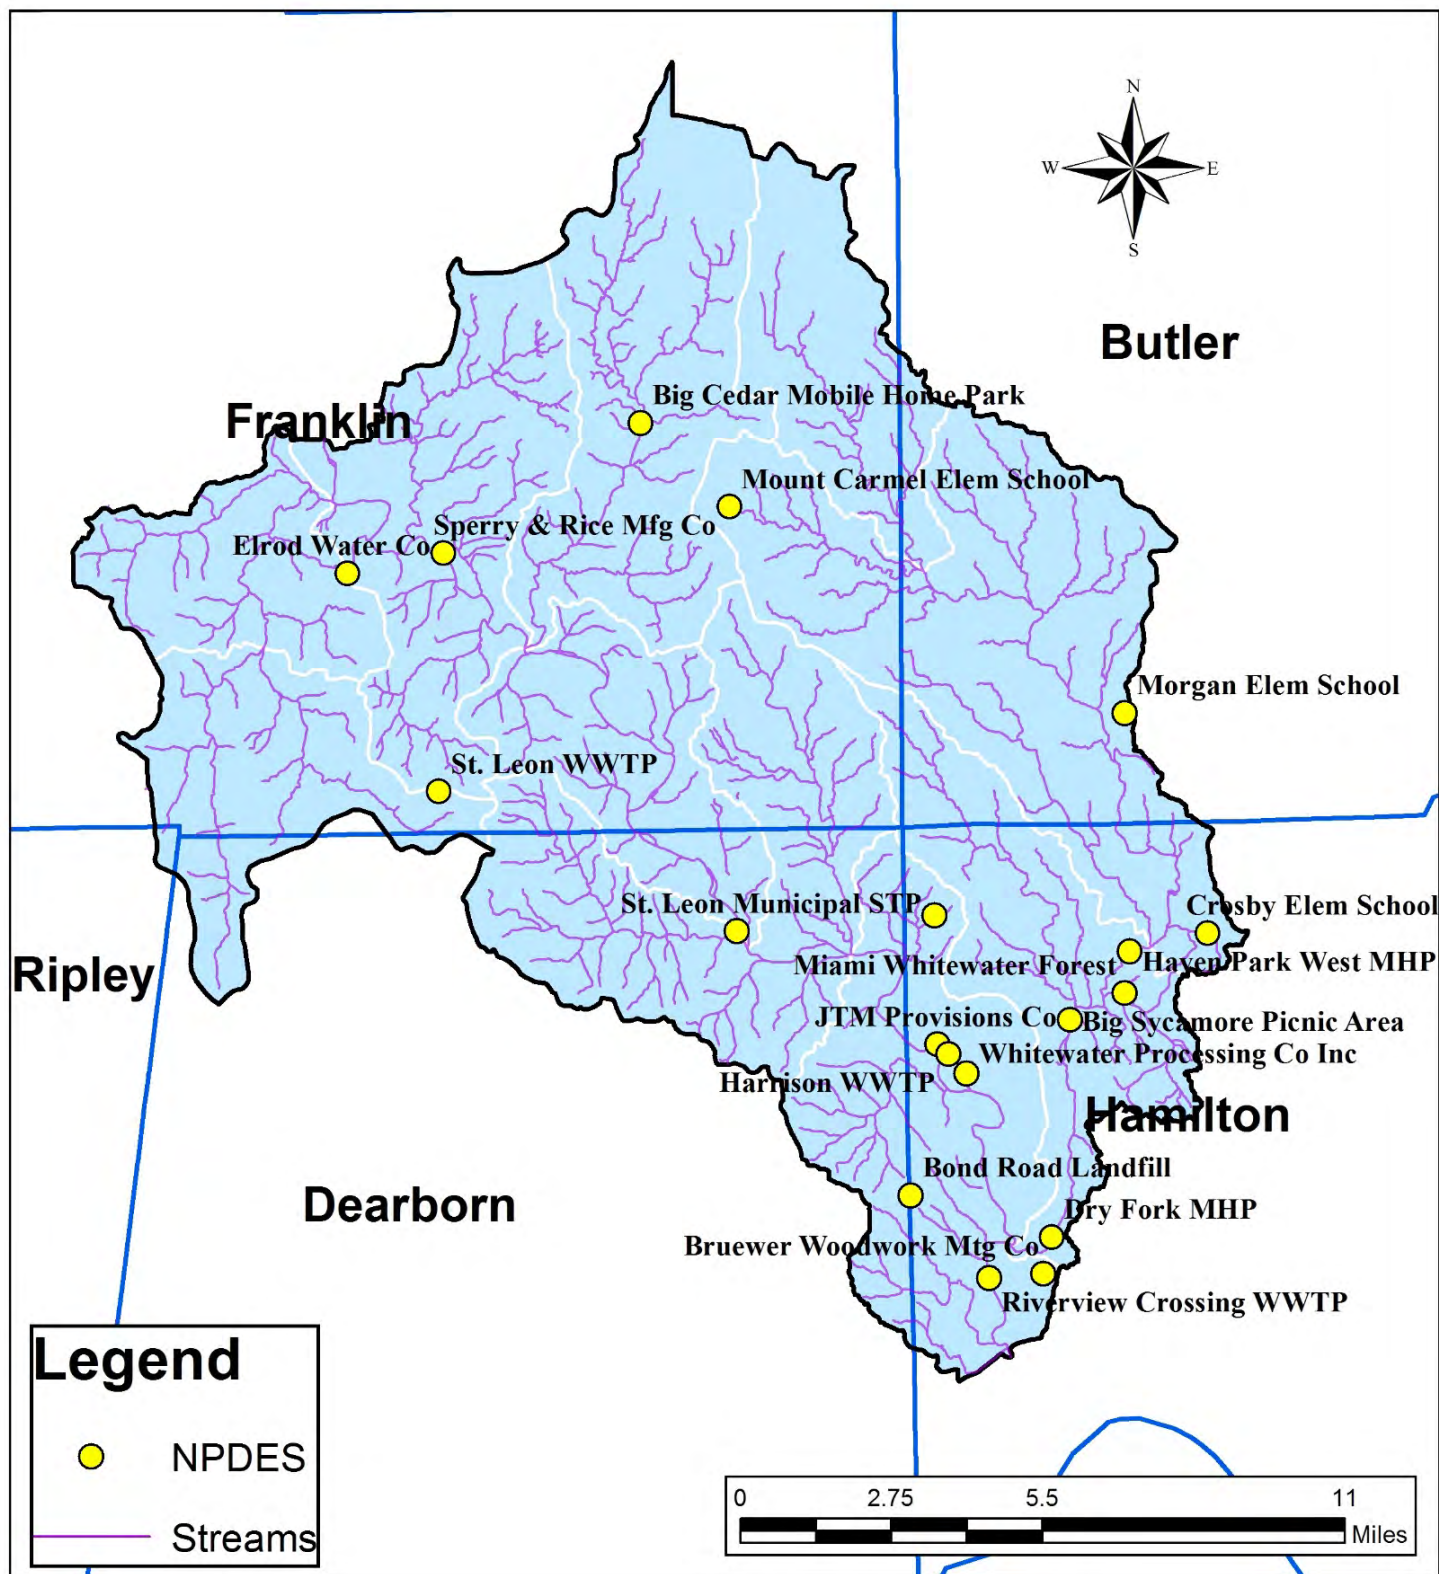 N
W
E
S
Butler
Big Cedar Mobile Home Park
Franklin
Mount Carmel Elem School
Sperry & Rice Mfg Co
Elrod Water Co
Morgan Elem School
St. Leon WWTP
St. Leon Municipal STP
Crosby Elem School
Miami Whitewater Forest
Haven Park West MHP
Ripley
JTM Provisions Co
Big Sycamore Picnic Area
Whitewater Processing Co Inc
Harrison WWTP
Hamilton
Bond Road Landfill
Dearborn
Dry Fork MHP
Bruewer Woodwork Mtg Co
Riverview Crossing WWTP
Legend
NPDES
Streams
0 2.75 5.5 11
Miles